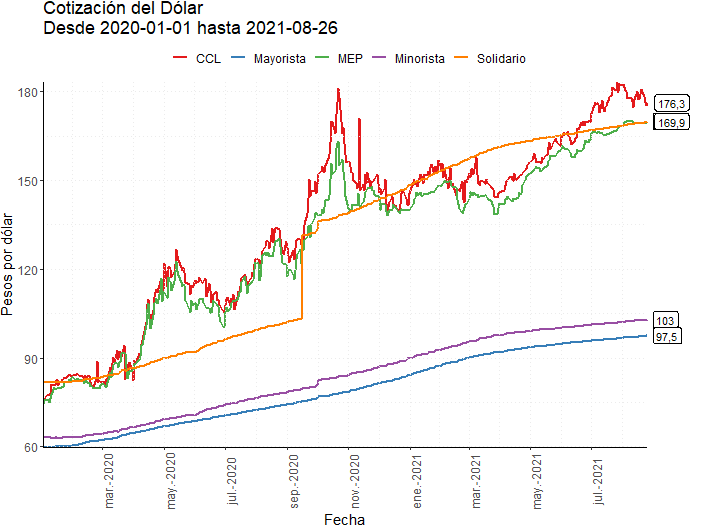 Cotización del Dólar
Desde 2020-01-01 hasta 2021-08-26
CCL Mayorista MEP Minorista Solidario
Pesos por dólar
180
150
120
90
60
176,3
169,9
103
97,5
mar.-2020
may.-2020
jul.-2020
sep.-2020
nov.-2020
ene.-2021
mar.-2021
may.-2021
jul.-2021
Fecha